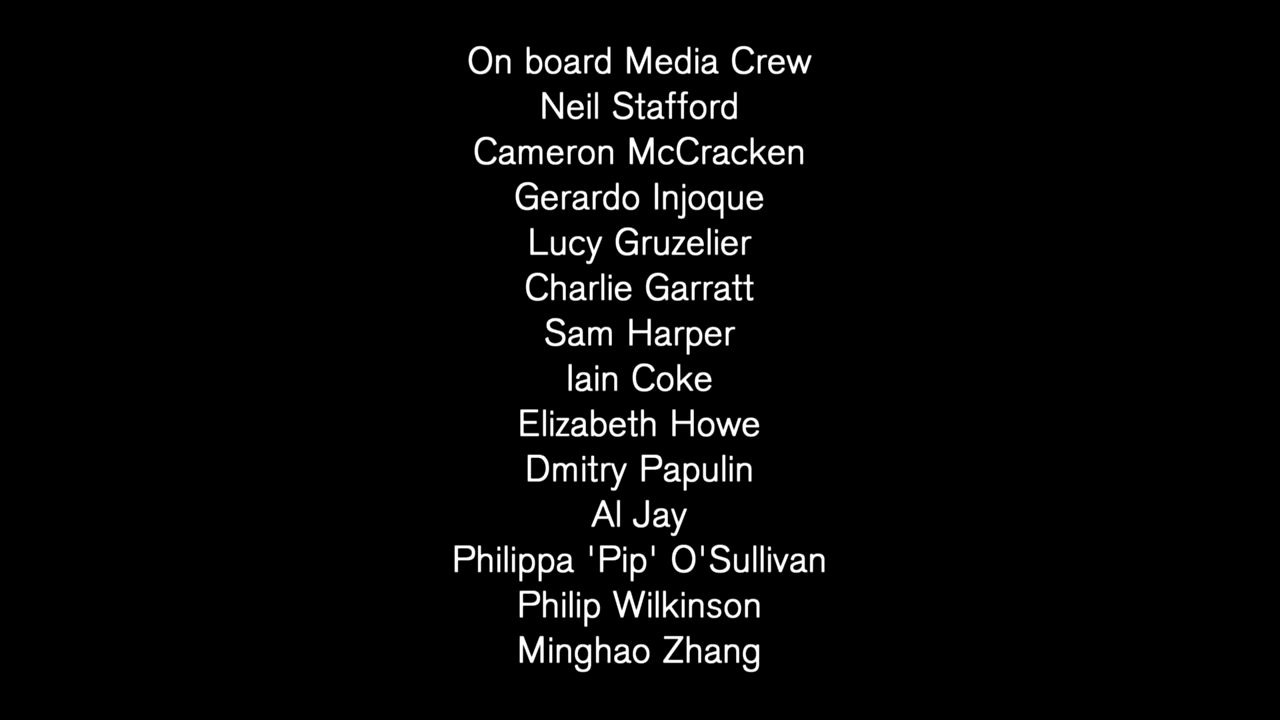 On board Media Crew
Neil Stafford
Cameron McCracken
Gerardo Injoque
Lucy Gruzelier
Charlie Garratt
Sam Harper
Iain Coke
Elizabeth Howe
Dmitry Papulin
Al Jay
Philippa 'Pip' O'Sullivan
Philip Wilkinson
Minghao Zhang